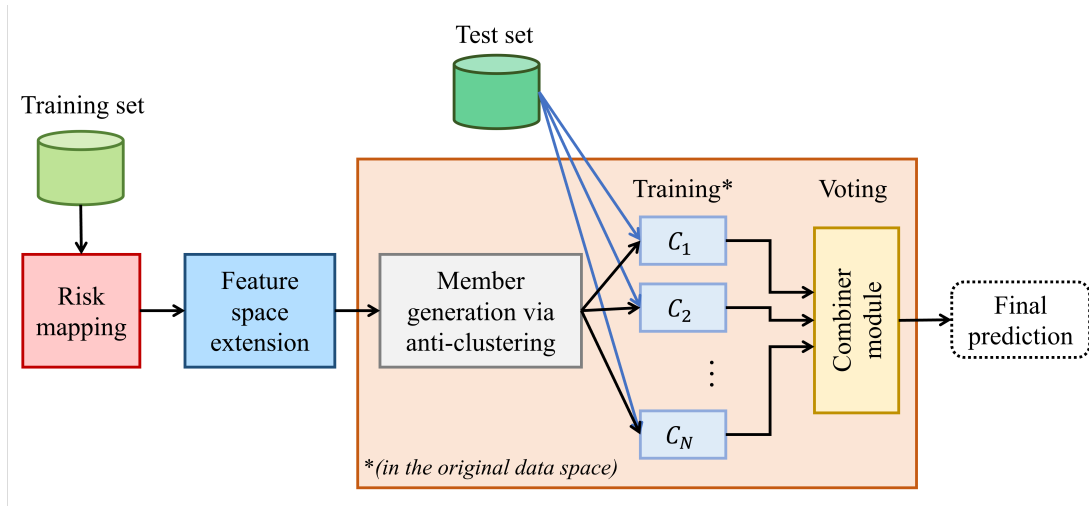 Test set
Training set
Training*
Voting
Risk
mapping
Feature
space
extension
Member
generation via
anti-clustering
C₁
C₂
⋮
C_N
Combiner
module
Final
prediction
*(in the original data space)